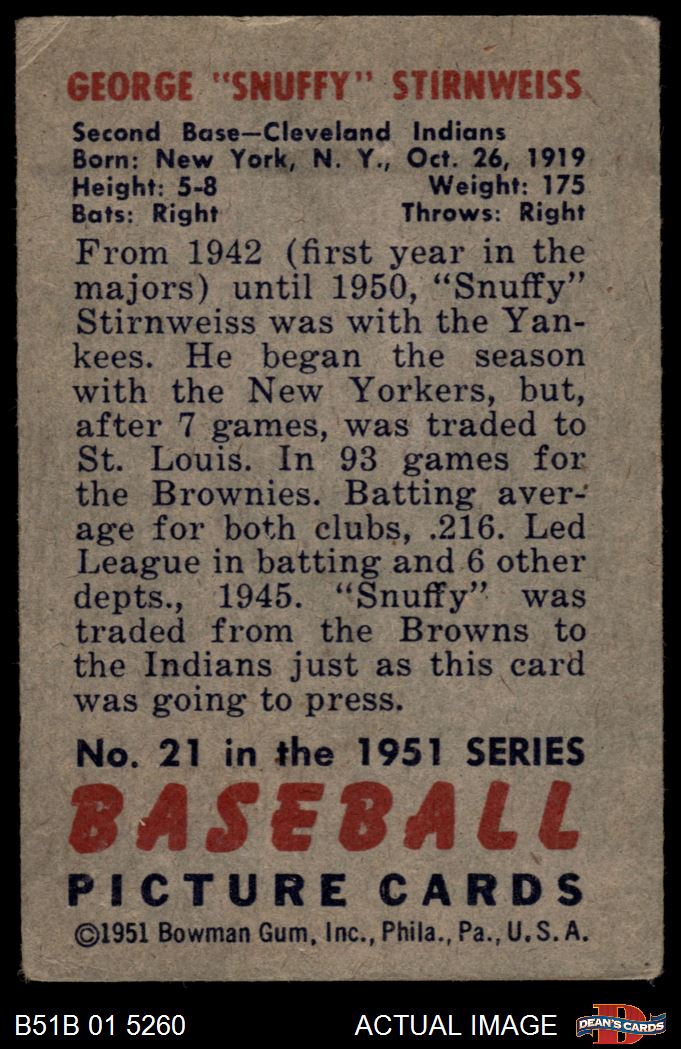 GEORGE "SNUFFY" STIRNWEISS
Second Base—Cleveland Indians
Born: New York, N. Y., Oct. 26, 1919
Height: 5-8 Weight: 175
Bats: Right Throws: Right
From 1942 (first year in the
majors) until 1950, “Snuffy”
Stirnweiss was with the Yan-
kees. He began the season
with the New Yorkers, but,
after 7 games, was traded to
St. Louis. In 93 games for
the Brownies. Batting aver-
age for both clubs, .216. Led
League in batting and 6 other
depts., 1945. “Snuffy” was
traded from the Browns to
the Indians just as this card
was going to press.
No. 21 in the 1951 SERIES
BASEBALL
PICTURE CARDS
©1951 Bowman Gum, Inc., Phila., Pa., U.S.A.
B51B 01 5260 ACTUAL IMAGE D DEAN'S CARDS